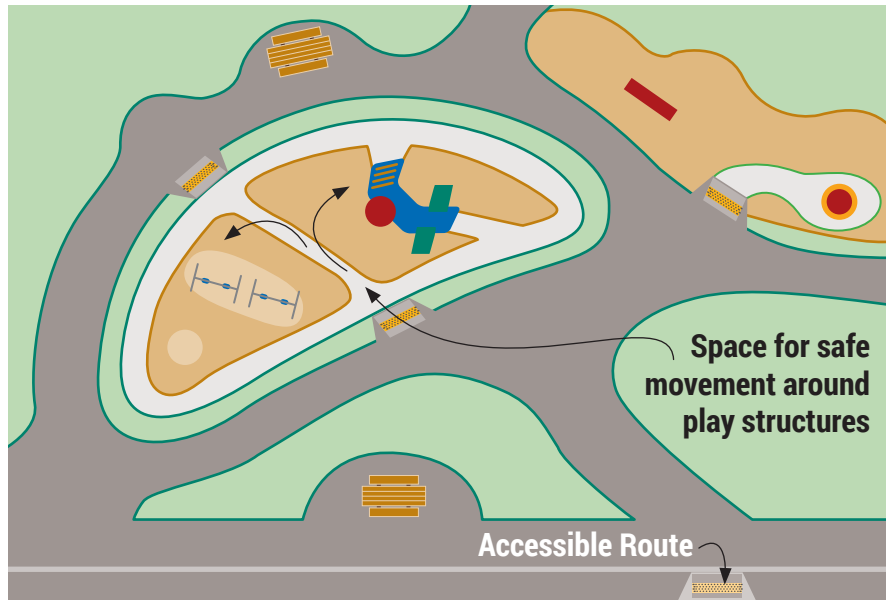 Space for safe
movement around
play structures
Accessible Route